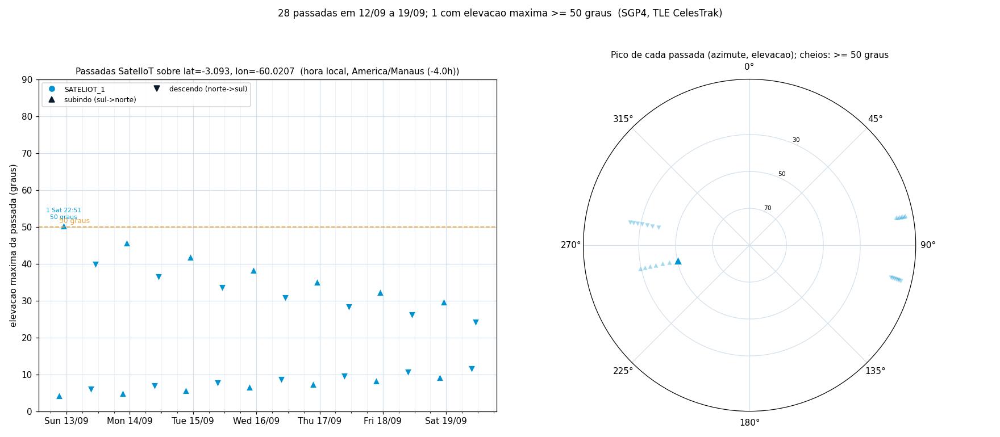 28 passadas em 12/09 a 19/09; 1 com elevacao maxima >= 50 graus  (SGP4, TLE CelesTrak)
Passadas SatelIoT sobre lat=-3.093, lon=-60.0207  (hora local, America/Manaus (-4.0h))
elevacao maxima da passada (graus)
90
80
70
60
50
40
30
20
10
0
SATELIOT_1
subindo (sul->norte)
descendo (norte->sul)
1 Sat 22:51
50 graus
50 graus
Sun 13/09
Mon 14/09
Tue 15/09
Wed 16/09
Thu 17/09
Fri 18/09
Sat 19/09
Pico de cada passada (azimute, elevacao); cheios: >= 50 graus
0°
45°
90°
135°
180°
225°
270°
315°
30
50
70